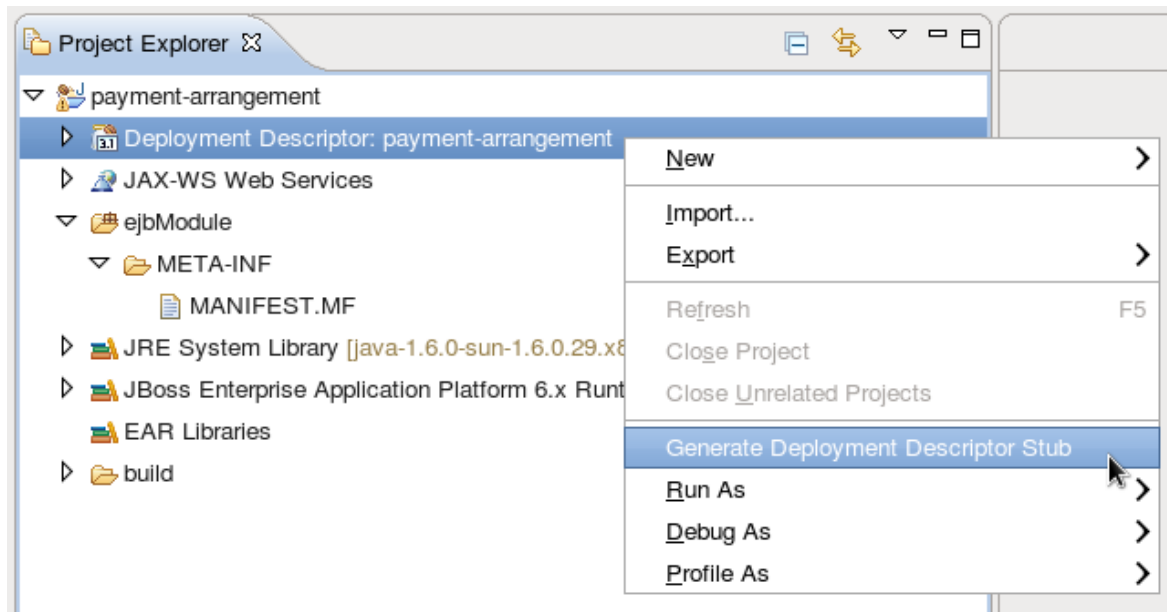 Project Explorer
payment-arrangement
3.1 Deployment Descriptor: payment-arrangement
JAX-WS Web Services
ejbModule
META-INF
MANIFEST.MF
JRE System Library [java-1.6.0-sun-1.6.0.29.x8
JBoss Enterprise Application Platform 6.x Runt
EAR Libraries
build
New
Import...
Export
Refresh F5
Close Project
Close Unrelated Projects
Generate Deployment Descriptor Stub
Run As
Debug As
Profile As